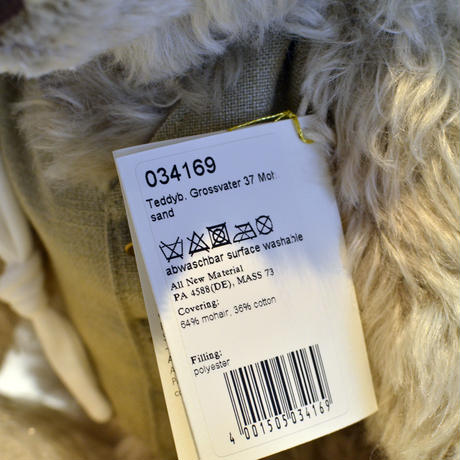 034169
Teddyb. Grossvater 37 Moh.
sand
abwaschbar surface washable
All New Material
PA 4588(DE), MASS 73
Covering:
64% mohair, 36% cotton
Filling:
polyester
4 001505 034169